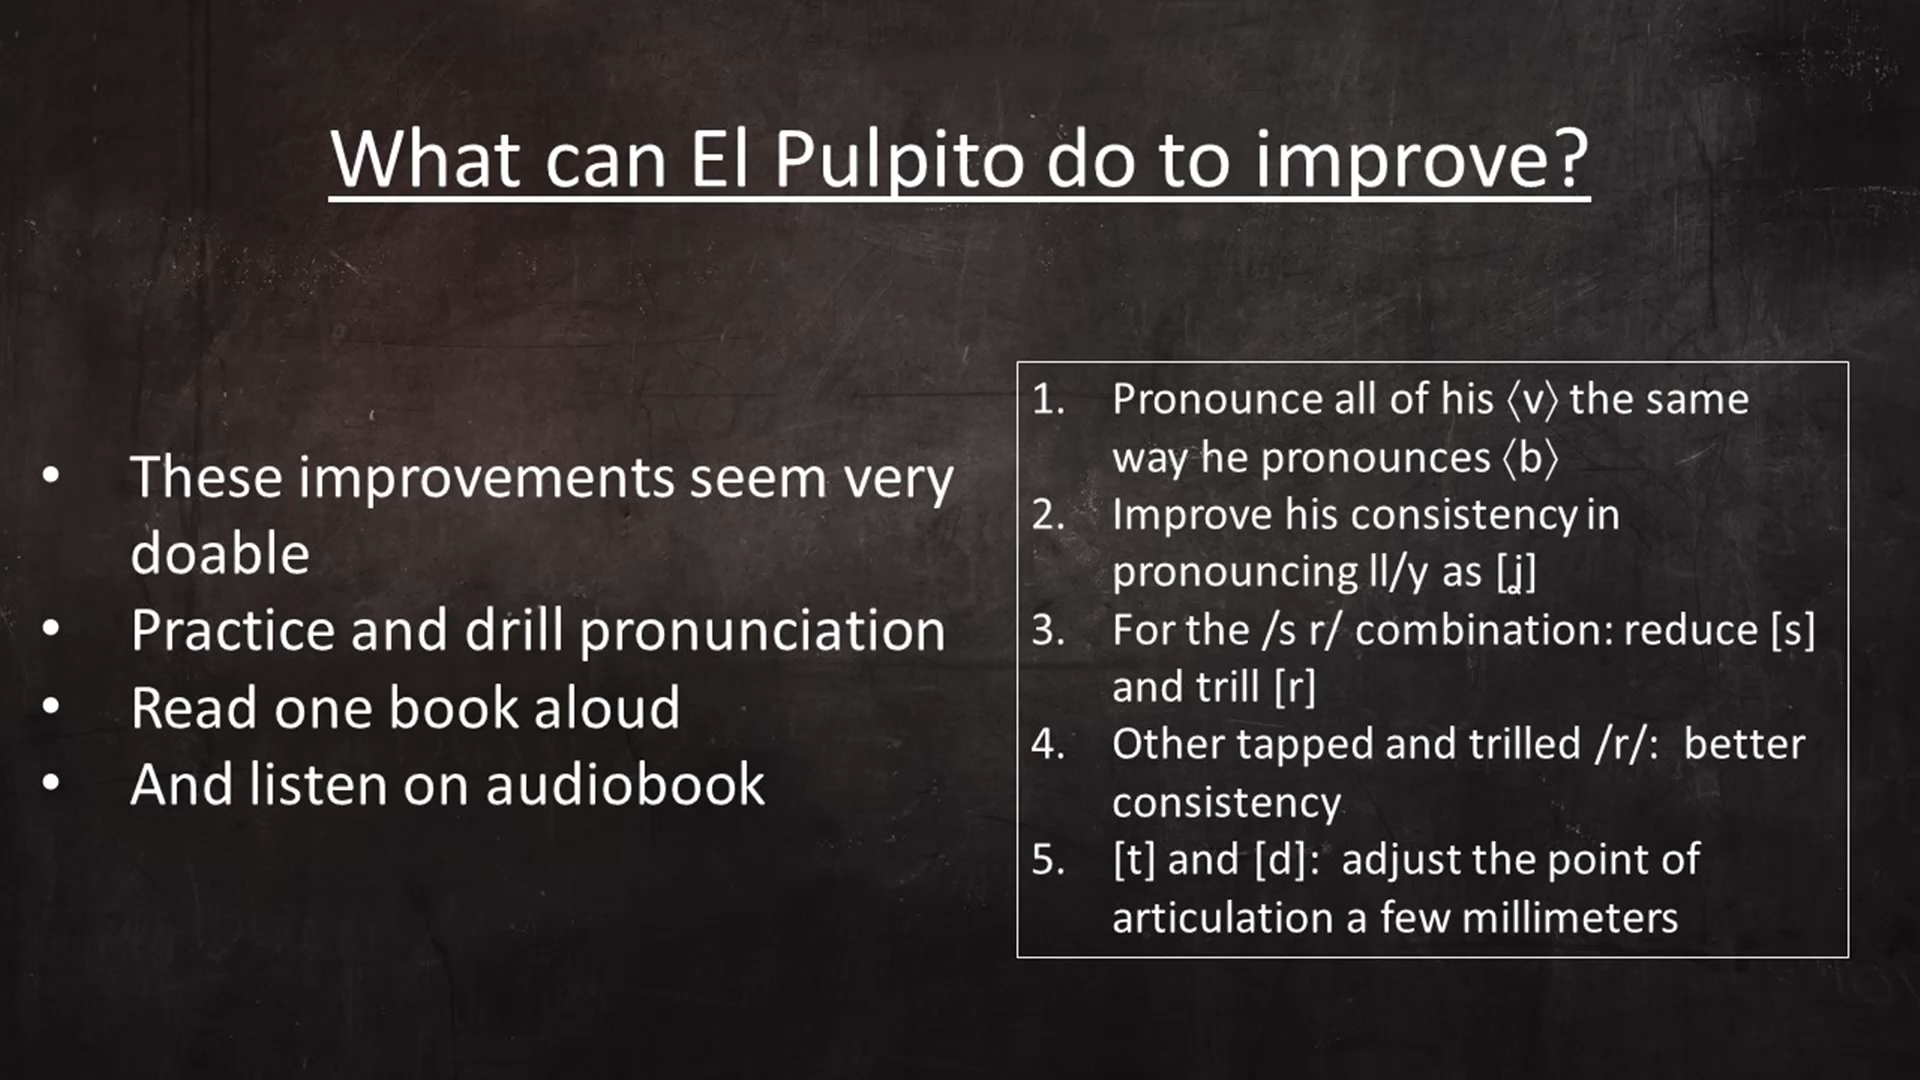 What can El Pulpito do to improve?
• These improvements seem very
doable
• Practice and drill pronunciation
• Read one book aloud
• And listen on audiobook
1. Pronounce all of his ⟨v⟩ the same
way he pronounces ⟨b⟩
2. Improve his consistency in
pronouncing ll/y as [ʝ]
3. For the /s r/ combination: reduce [s]
and trill [r]
4. Other tapped and trilled /r/:  better
consistency
5. [t] and [d]:  adjust the point of
articulation a few millimeters